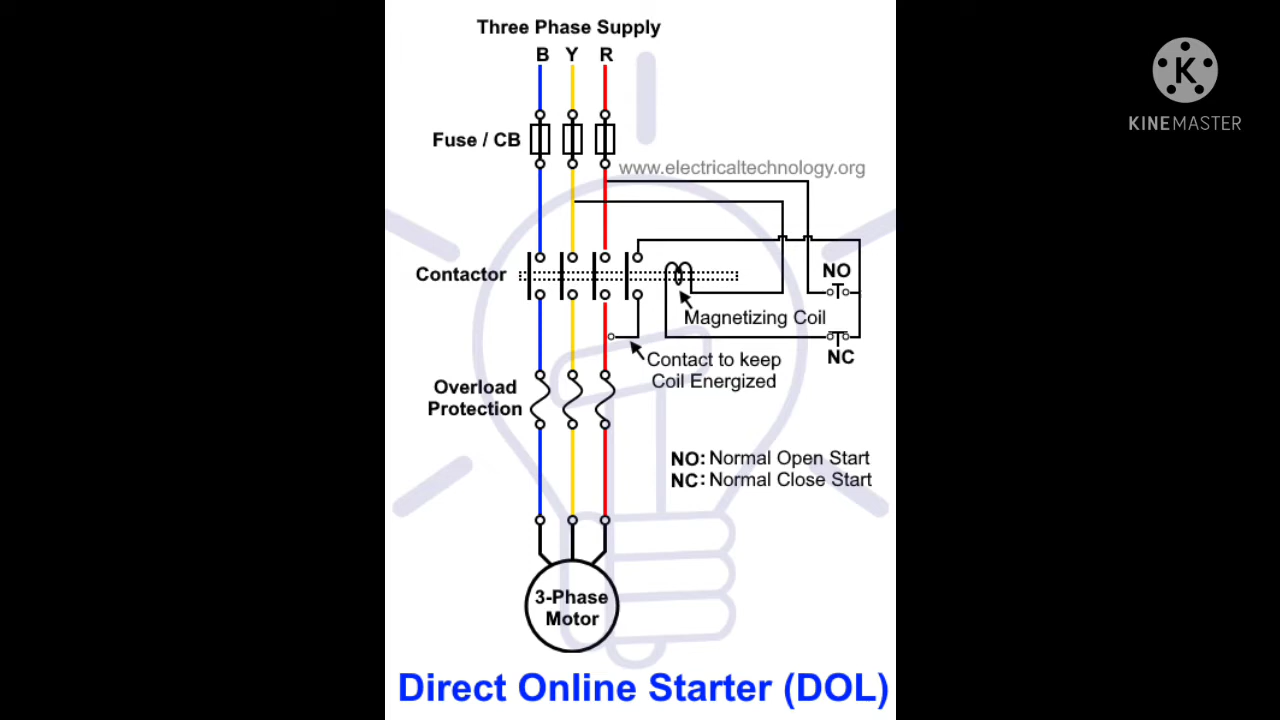 Three Phase Supply
B Y R
Fuse / CB
www.electricaltechnology.org
K
KINEMASTER
Contactor
NO
Magnetizing Coil
NC
Contact to keep
Coil Energized
Overload
Protection
NO: Normal Open Start
NC: Normal Close Start
3-Phase
Motor
Direct Online Starter (DOL)